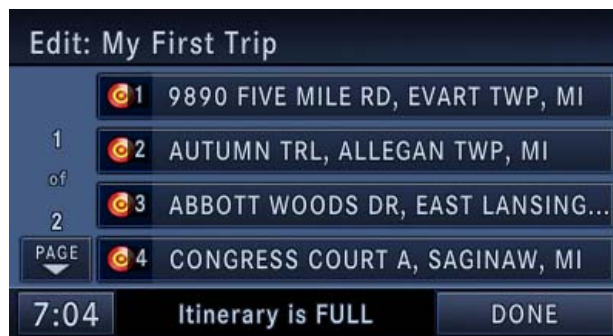 Edit: My First Trip
1 9890 FIVE MILE RD, EVART TWP, MI
2 AUTUMN TRL, ALLEGAN TWP, MI
3 ABBOTT WOODS DR, EAST LANSING...
4 CONGRESS COURT A, SAGINAW, MI
1
of
2
PAGE
7:04 Itinerary is FULL DONE